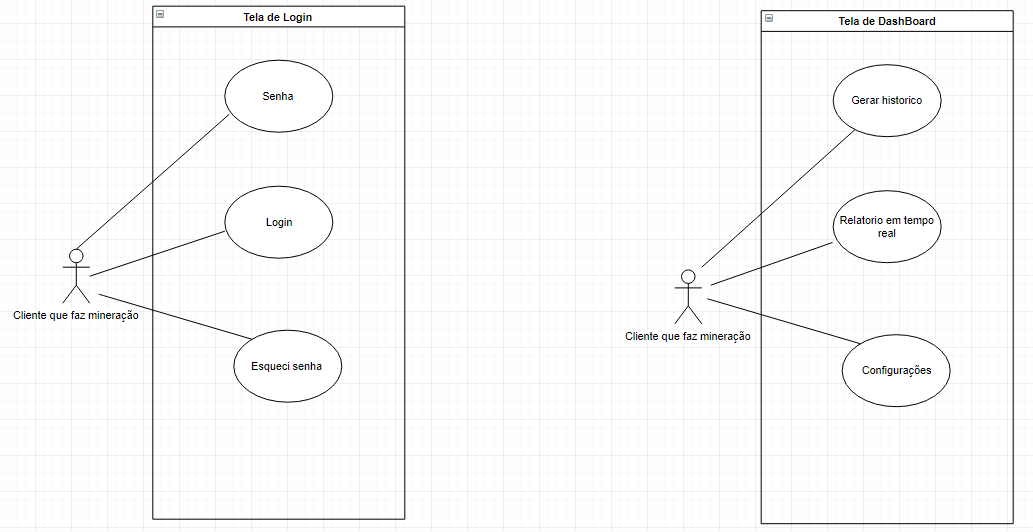 Tela de Login
Senha
Login
Esqueci senha
Cliente que faz mineração
Tela de DashBoard
Gerar historico
Relatorio em tempo
real
Configurações
Cliente que faz mineração